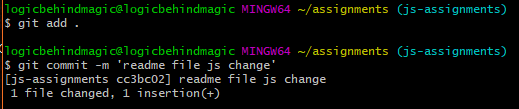 logicbehindmagic@logicbehindmagic MINGW64 ~/assignments (js-assignments)
$ git add .
logicbehindmagic@logicbehindmagic MINGW64 ~/assignments (js-assignments)
$ git commit -m 'readme file js change'
[js-assignments cc3bc02] readme file js change
 1 file changed, 1 insertion(+)